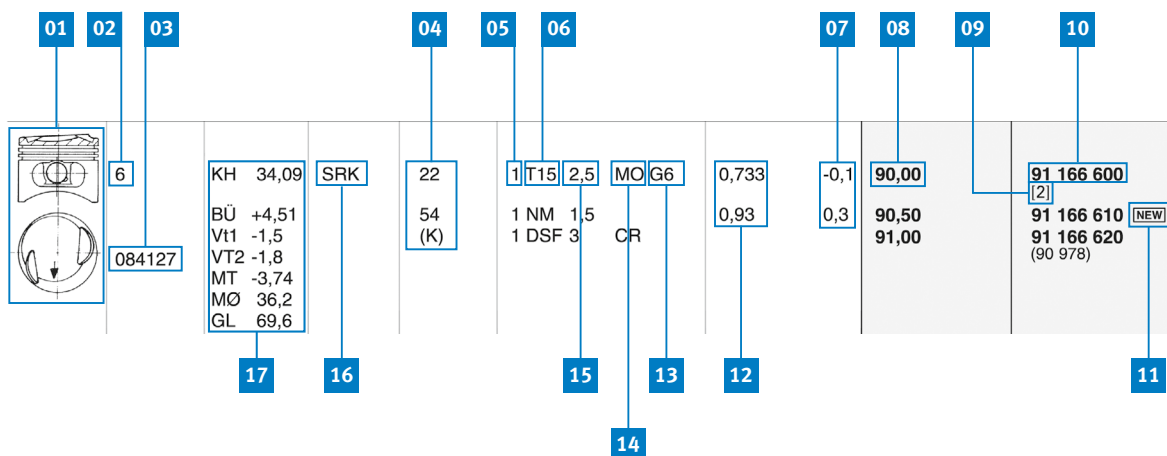 01 02 03 04 05 06 07 08 09 10
6 KH 34,09 SRK 22 1 T15 2,5 MO G6 0,733 -0,1 90,00 91 166 600
[2]
BÜ +4,51 54 1 NM 1,5 0,93 0,3 90,50 91 166 610 NEW
Vt1 -1,5 (K) 1 DSF 3 CR 91,00 91 166 620
084127 VT2 -1,8 (90 978)
MT -3,74
MØ 36,2
GL 69,6
17 16 15 13 12 11
14